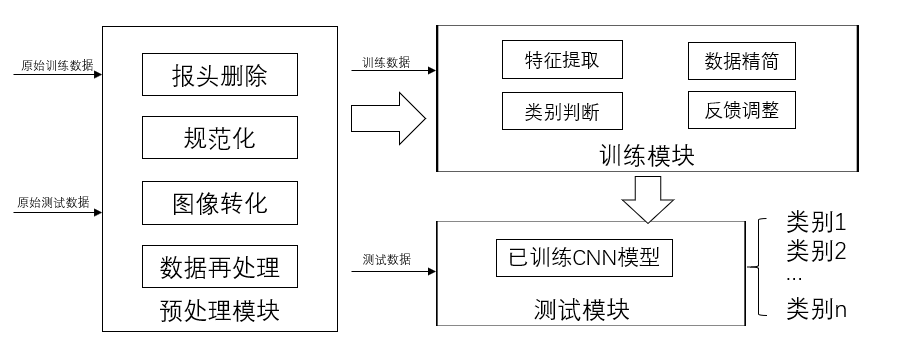 原始训练数据
原始测试数据
报头删除
规范化
图像转化
数据再处理
预处理模块
训练数据
特征提取
数据精简
类别判断
反馈调整
训练模块
测试数据
已训练CNN模型
测试模块
类别1
类别2
...
类别n